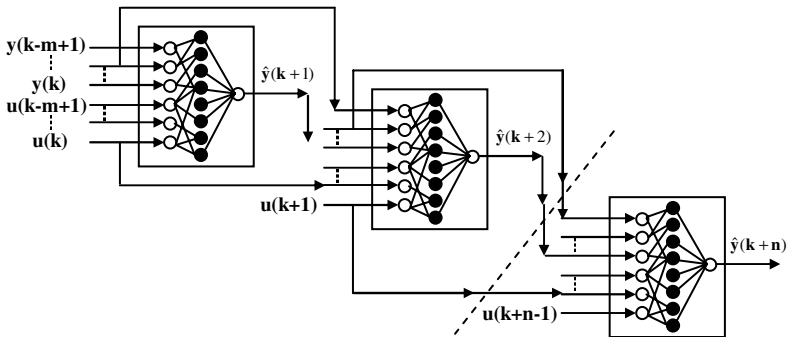 y(k-m+1)
y(k)
u(k-m+1)
u(k)
ŷ(k+1)
u(k+1)
ŷ(k+2)
u(k+n-1)
ŷ(k+n)